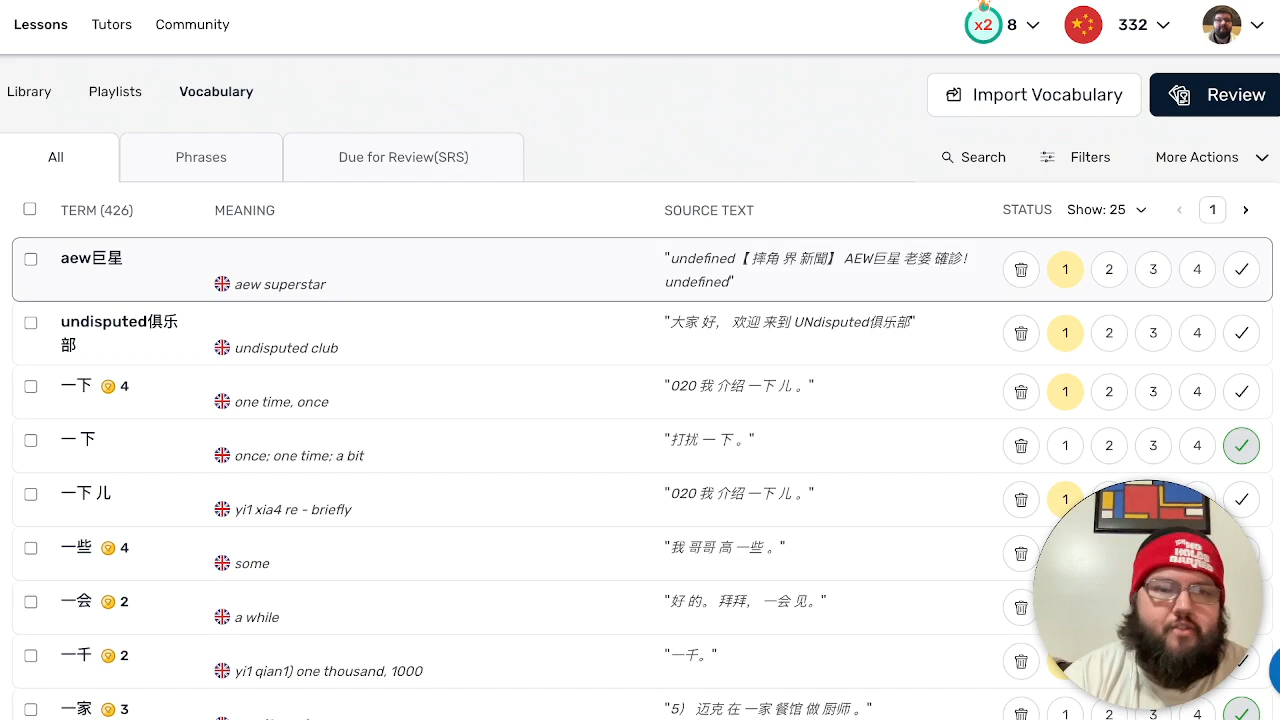 Lessons Tutors Community x2 8 332
Library Playlists Vocabulary Import Vocabulary Review
All Phrases Due for Review(SRS) Search Filters More Actions
TERM (426) MEANING SOURCE TEXT STATUS Show: 25 1
aew巨星 "undefined【 摔角 界 新聞】 AEW巨星 老婆 確診！
aew superstar undefined" 1 2 3 4
undisputed俱乐 "大家 好， 欢迎 来到 UNdisputed俱乐部"
部 undisputed club 1 2 3 4
一下 4 "020 我 介绍 一下 儿 。"
one time, once 1 2 3 4
一 下 "打扰 一 下 。"
once; one time; a bit 1 2 3 4
一下 儿 "020 我 介绍 一下 儿 。"
yi1 xia4 re - briefly 1
一些 4 "我 哥哥 高 一些 。"
some
一会 2 "好 的。 拜拜， 一会 见。"
a while
一千 2 "一千。"
yi1 qian1) one thousand, 1000
一家 3 "5） 迈克 在 一家 餐馆 做 厨师 。" 1 2 3 4
NO
HOLDS
BARRED